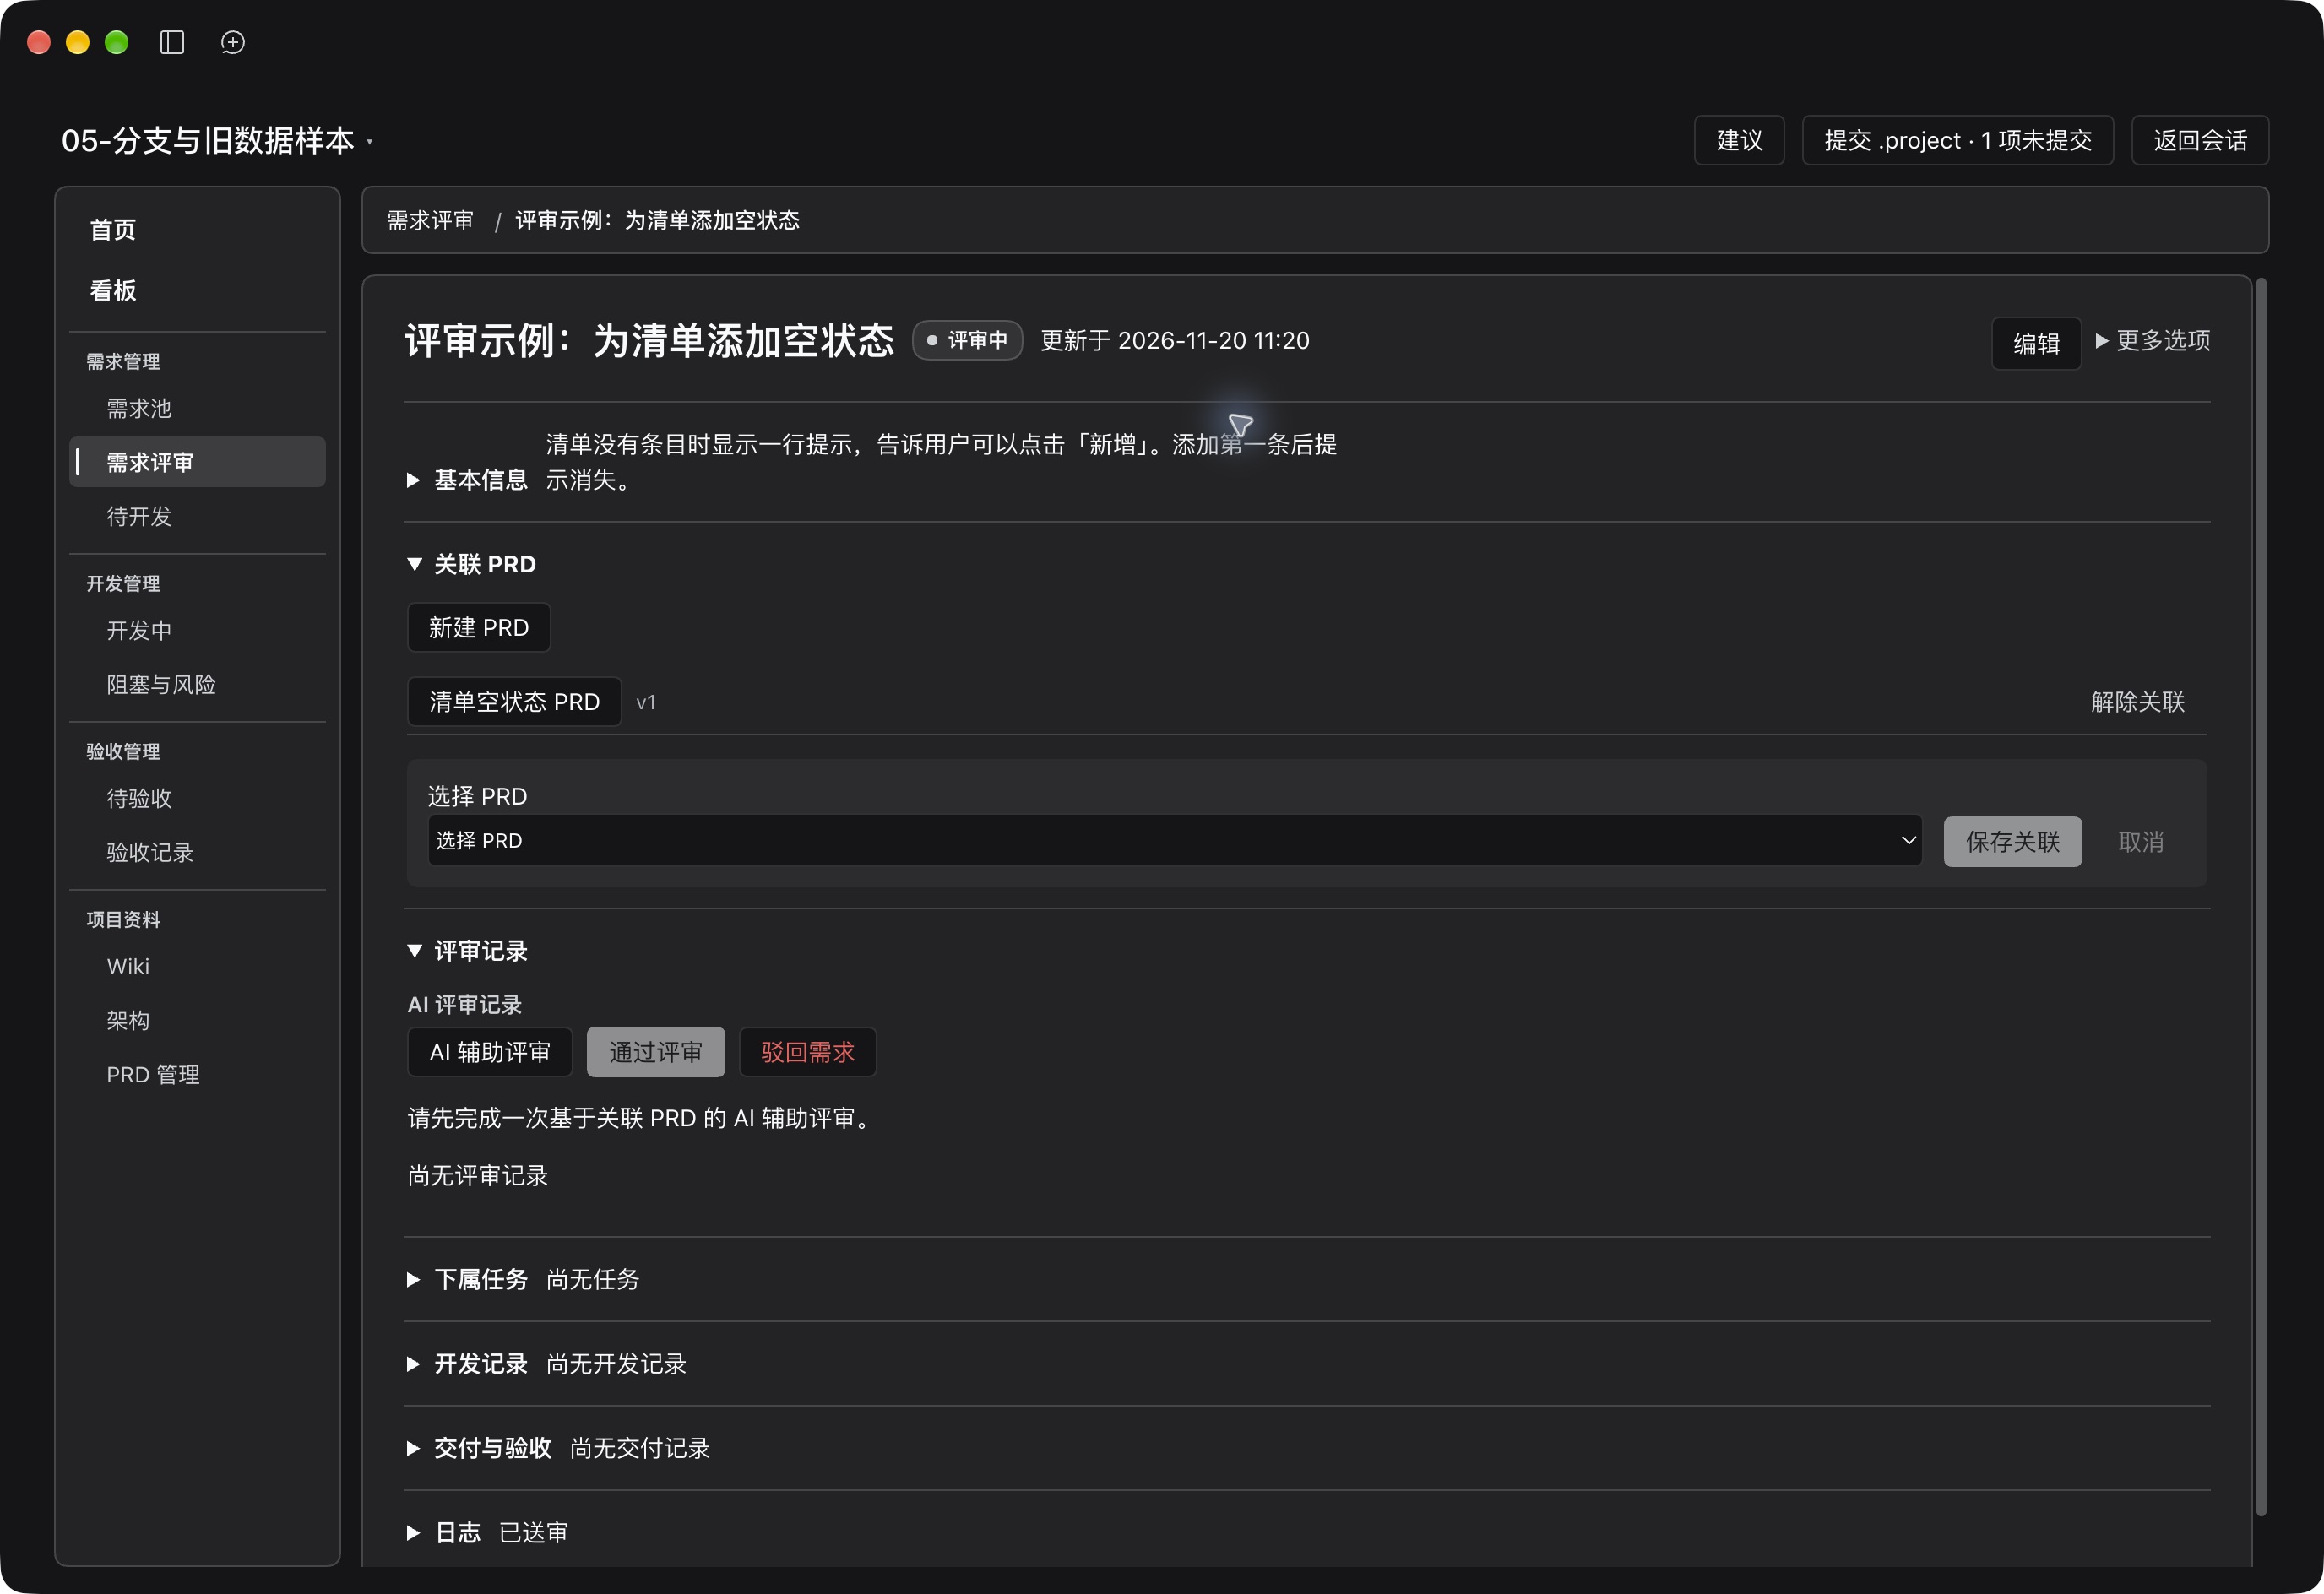 05-分支与旧数据样本
建议
提交 .project · 1 项未提交
返回会话
首页
看板
需求管理
需求池
需求评审
待开发
开发管理
开发中
阻塞与风险
验收管理
待验收
验收记录
项目资料
Wiki
架构
PRD 管理
需求评审 / 评审示例：为清单添加空状态
评审示例：为清单添加空状态
评审中
更新于 2026-11-20 11:20
编辑
更多选项
基本信息
清单没有条目时显示一行提示，告诉用户可以点击「新增」。添加第一条后提
示消失。
关联 PRD
新建 PRD
清单空状态 PRD
v1
解除关联
选择 PRD
选择 PRD
保存关联
取消
评审记录
AI 评审记录
AI 辅助评审
通过评审
驳回需求
请先完成一次基于关联 PRD 的 AI 辅助评审。
尚无评审记录
下属任务 尚无任务
开发记录 尚无开发记录
交付与验收 尚无交付记录
日志 已送审